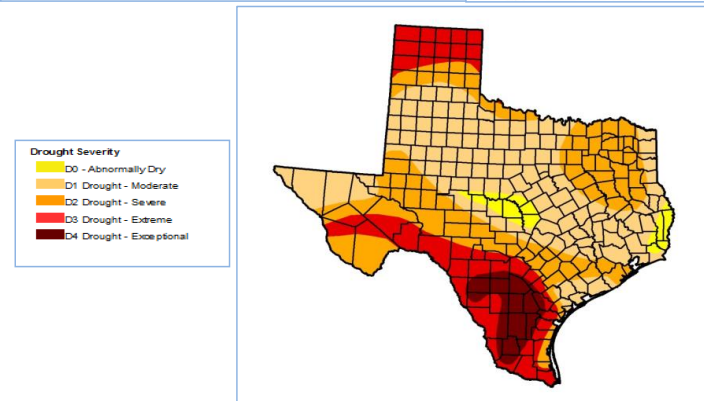 Drought Severity
D0 - Abnormally Dry
D1 Drought - Moderate
D2 Drought - Severe
D3 Drought - Extreme
D4 Drought - Exceptional